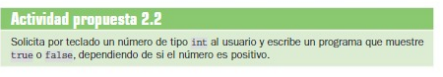 Actividad propuesta 2.2
Solicita por teclado un número de tipo int al usuario y escribe un programa que muestre
true o false, dependiendo de si el número es positivo.